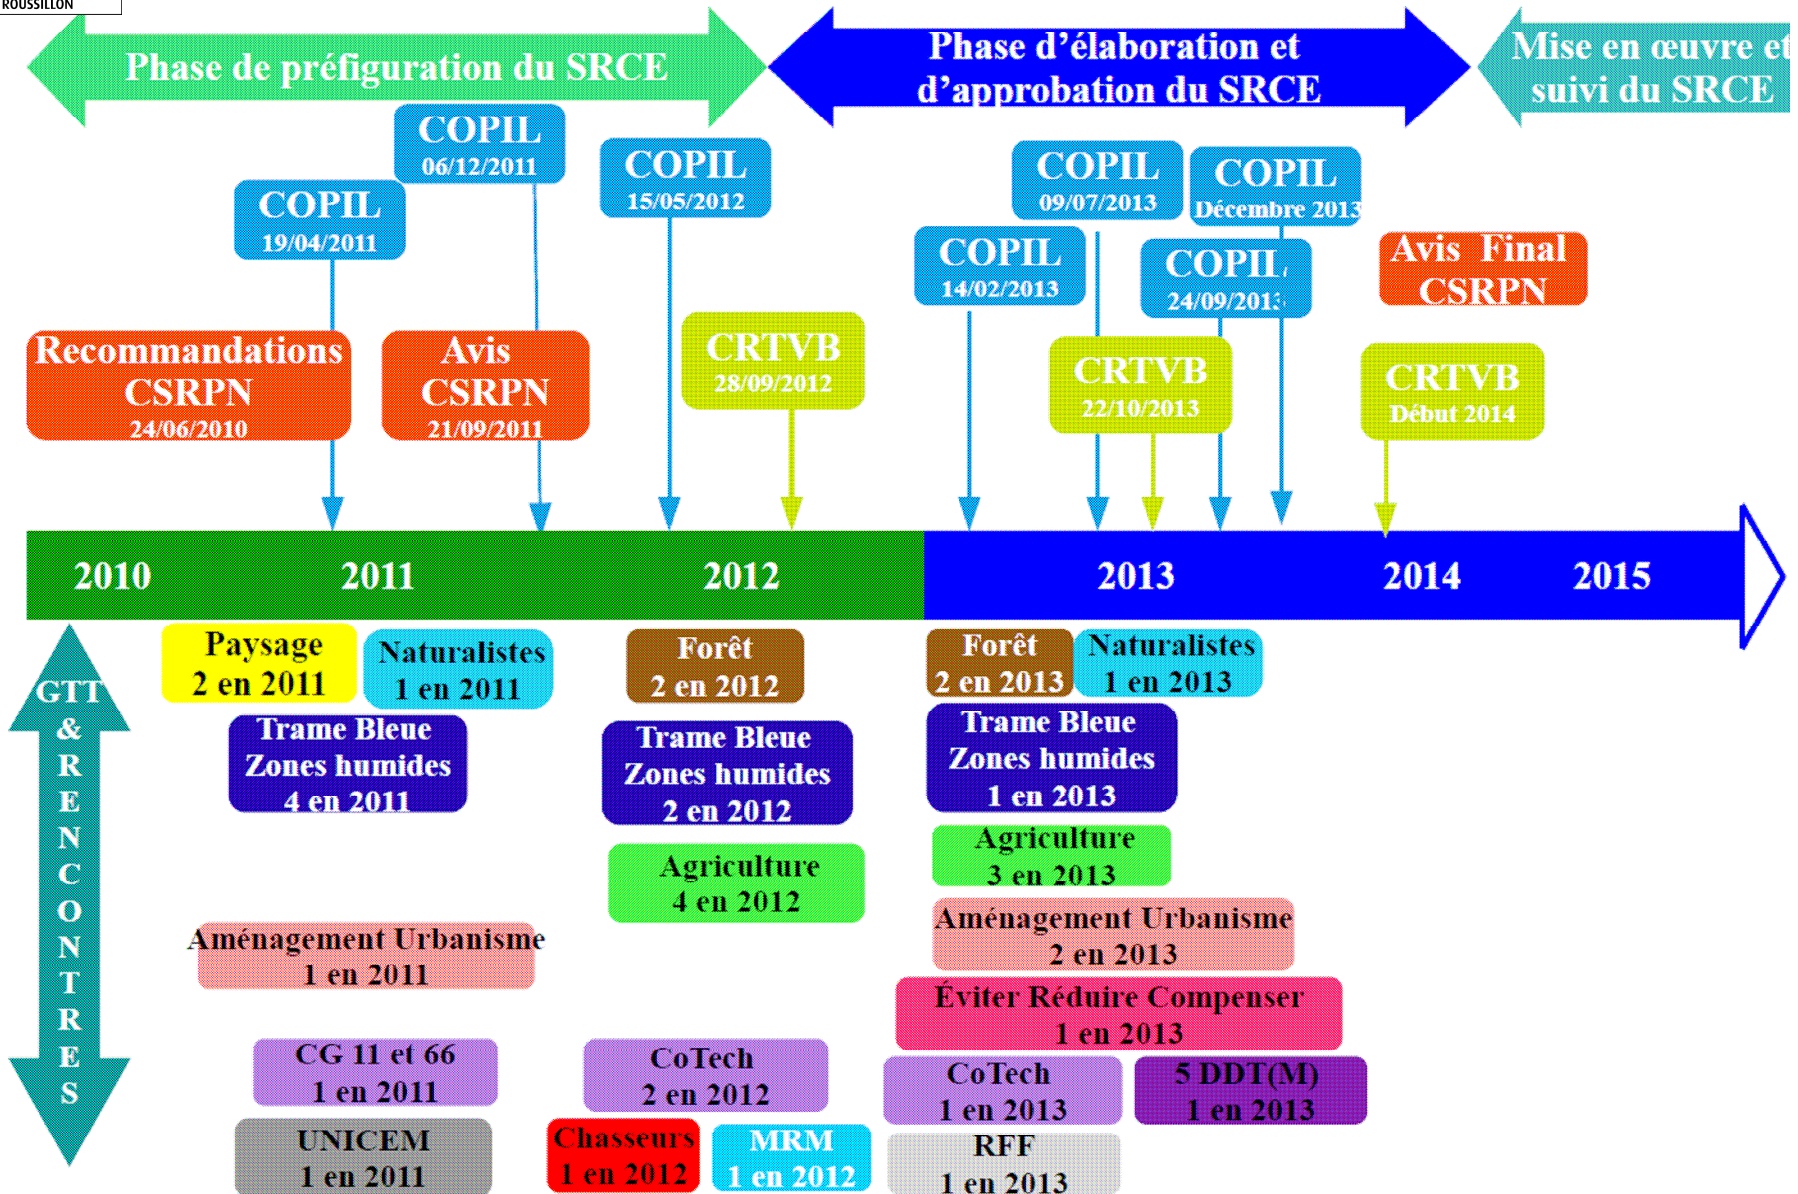 ROUSSILLON
Phase de préfiguration du SRCE
Phase d’élaboration et
d’approbation du SRCE
Mise en œuvre et
suivi du SRCE
COPIL
06/12/2011
COPIL
15/05/2012
COPIL
09/07/2013
COPIL
Décembre 2013
COPIL
19/04/2011
COPIL
14/02/2013
COPIL
24/09/2013
Avis Final
CSRPN
Recommandations
CSRPN
24/06/2010
Avis
CSRPN
21/09/2011
CRTVB
28/09/2012
CRTVB
22/10/2013
CRTVB
Début 2014
2010
2011
2012
2013
2014
2015
GTT
&
R
E
N
C
O
N
T
R
E
S
Paysage
2 en 2011
Naturalistes
1 en 2011
Forêt
2 en 2012
Forêt
2 en 2013
Naturalistes
1 en 2013
Trame Bleue
Zones humides
4 en 2011
Trame Bleue
Zones humides
2 en 2012
Trame Bleue
Zones humides
1 en 2013
Agriculture
4 en 2012
Agriculture
3 en 2013
Aménagement Urbanisme
1 en 2011
Aménagement Urbanisme
2 en 2013
Éviter Réduire Compenser
1 en 2013
CG 11 et 66
1 en 2011
CoTech
2 en 2012
CoTech
1 en 2013
5 DDT(M)
1 en 2013
UNICEM
1 en 2011
Chasseurs
1 en 2012
MRM
1 en 2012
RFF
1 en 2013